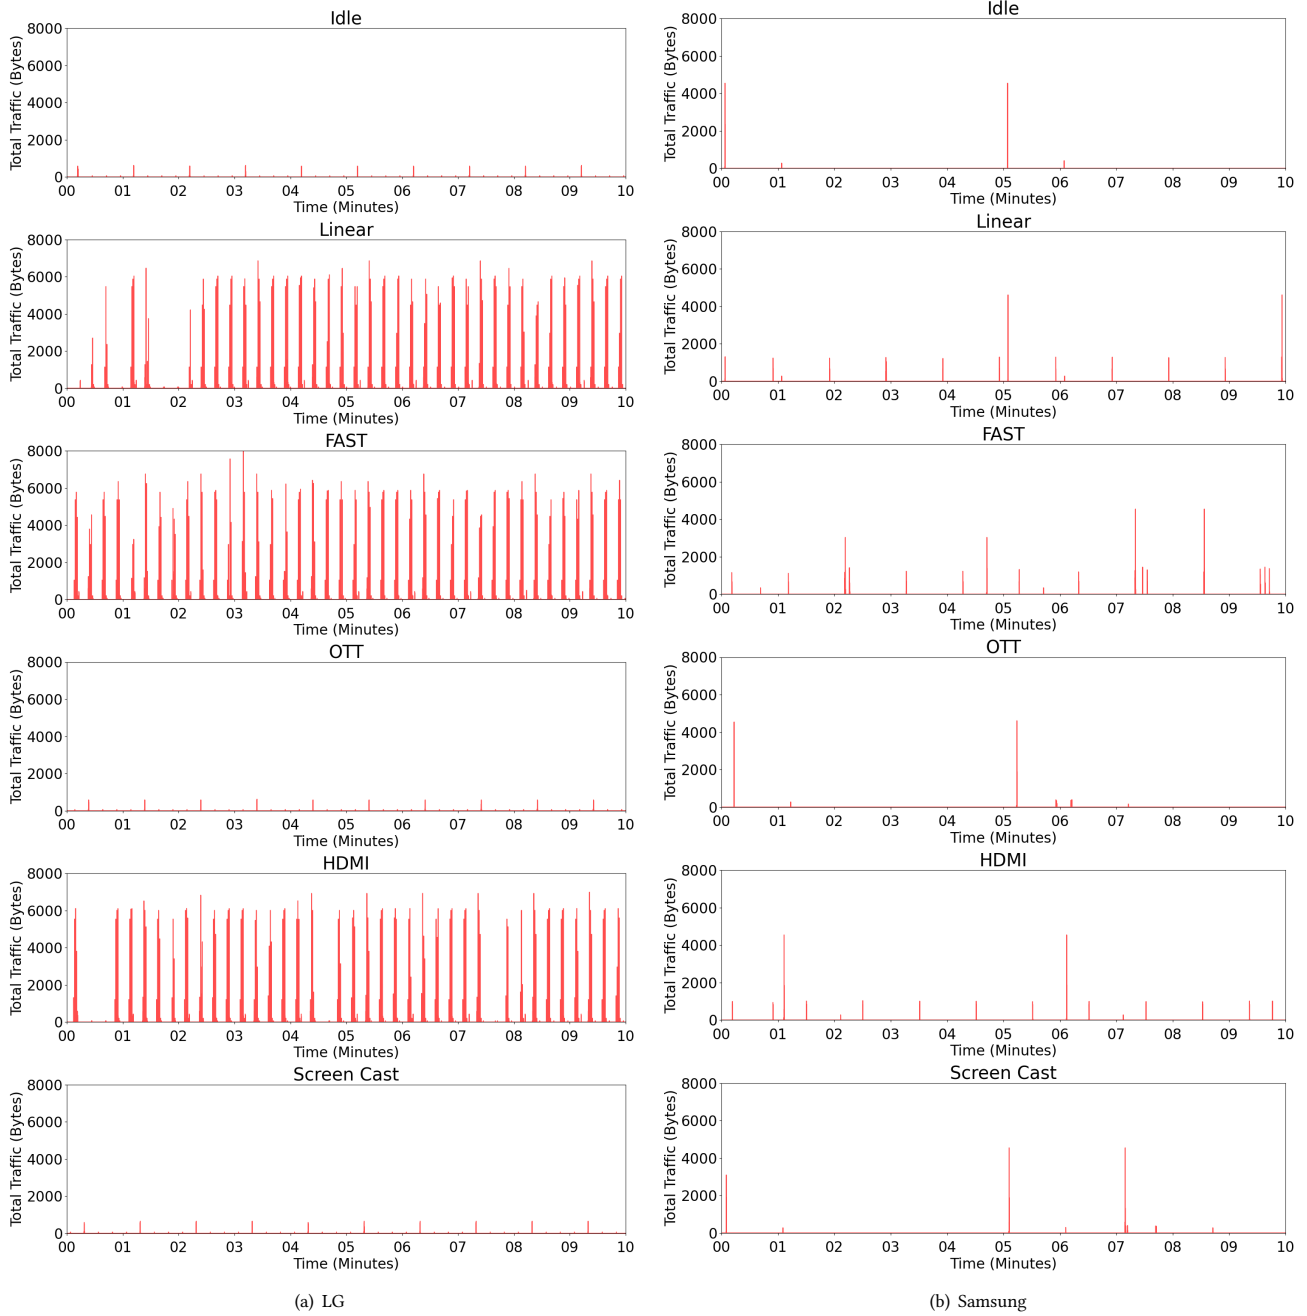 Idle
Total Traffic (Bytes)
8000
6000
4000
2000
0
00 01 02 03 04 05 06 07 08 09 10
Time (Minutes)
Linear
Total Traffic (Bytes)
8000
6000
4000
2000
0
00 01 02 03 04 05 06 07 08 09 10
Time (Minutes)
FAST
Total Traffic (Bytes)
8000
6000
4000
2000
0
00 01 02 03 04 05 06 07 08 09 10
Time (Minutes)
OTT
Total Traffic (Bytes)
8000
6000
4000
2000
0
00 01 02 03 04 05 06 07 08 09 10
Time (Minutes)
HDMI
Total Traffic (Bytes)
8000
6000
4000
2000
0
00 01 02 03 04 05 06 07 08 09 10
Time (Minutes)
Screen Cast
Total Traffic (Bytes)
8000
6000
4000
2000
0
00 01 02 03 04 05 06 07 08 09 10
Time (Minutes)
(a) LG
Idle
Total Traffic (Bytes)
8000
6000
4000
2000
0
00 01 02 03 04 05 06 07 08 09 10
Time (Minutes)
Linear
Total Traffic (Bytes)
8000
6000
4000
2000
0
00 01 02 03 04 05 06 07 08 09 10
Time (Minutes)
FAST
Total Traffic (Bytes)
8000
6000
4000
2000
0
00 01 02 03 04 05 06 07 08 09 10
Time (Minutes)
OTT
Total Traffic (Bytes)
8000
6000
4000
2000
0
00 01 02 03 04 05 06 07 08 09 10
Time (Minutes)
HDMI
Total Traffic (Bytes)
8000
6000
4000
2000
0
00 01 02 03 04 05 06 07 08 09 10
Time (Minutes)
Screen Cast
Total Traffic (Bytes)
8000
6000
4000
2000
0
00 01 02 03 04 05 06 07 08 09 10
Time (Minutes)
(b) Samsung